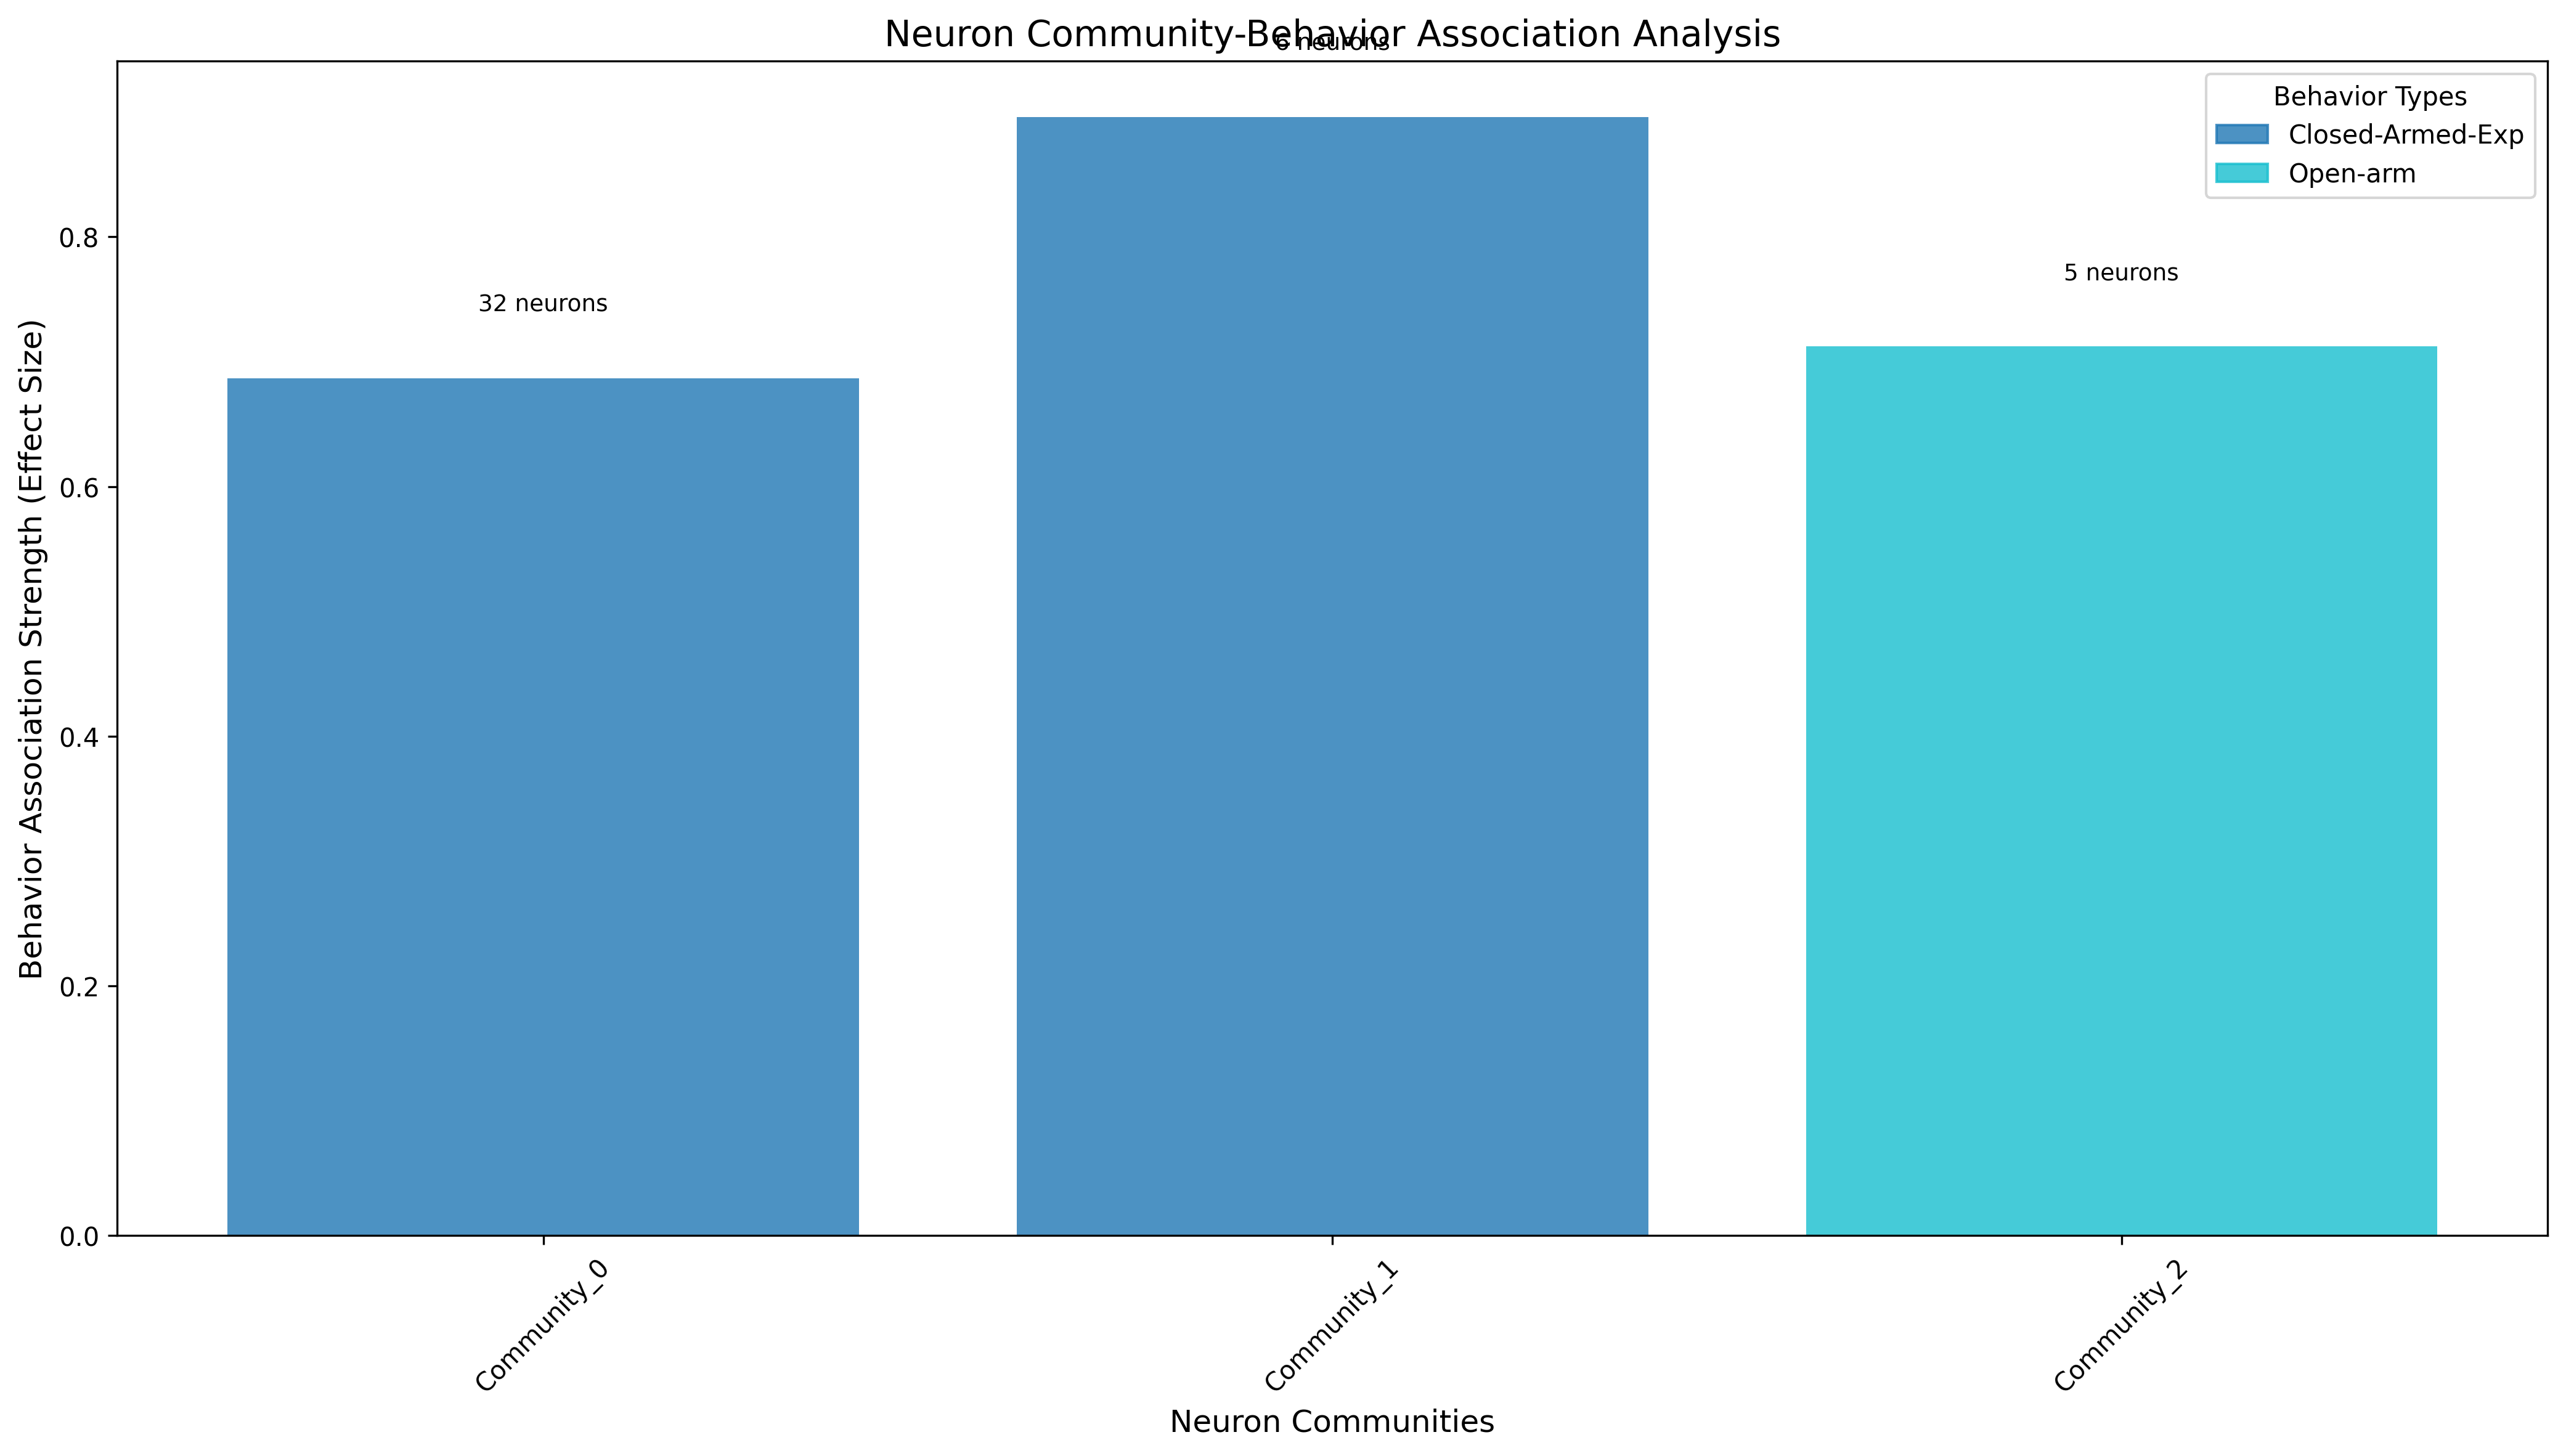 Neuron Community-Behavior Association Analysis
6 neurons
Behavior Types
Closed-Armed-Exp
Open-arm
32 neurons
5 neurons
Behavior Association Strength (Effect Size)
0.8
0.6
0.4
0.2
0.0
Community_0
Community_1
Community_2
Neuron Communities